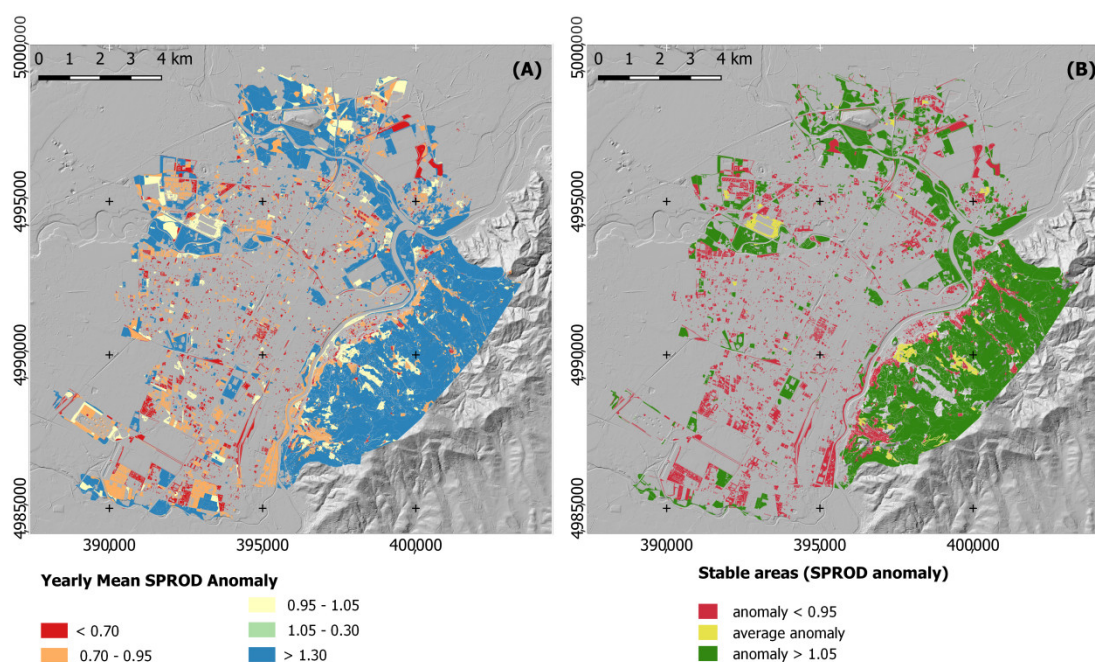 0 1 2 3 4 km
(A)
5000000
4995000
4990000
4985000
390000 395000 400000
Yearly Mean SPROD Anomaly
< 0.70
0.70 - 0.95
0.95 - 1.05
1.05 - 0.30
> 1.30
0 1 2 3 4 km
(B)
5000000
4995000
4990000
4985000
390000 395000 400000
Stable areas (SPROD anomaly)
anomaly < 0.95
average anomaly
anomaly > 1.05